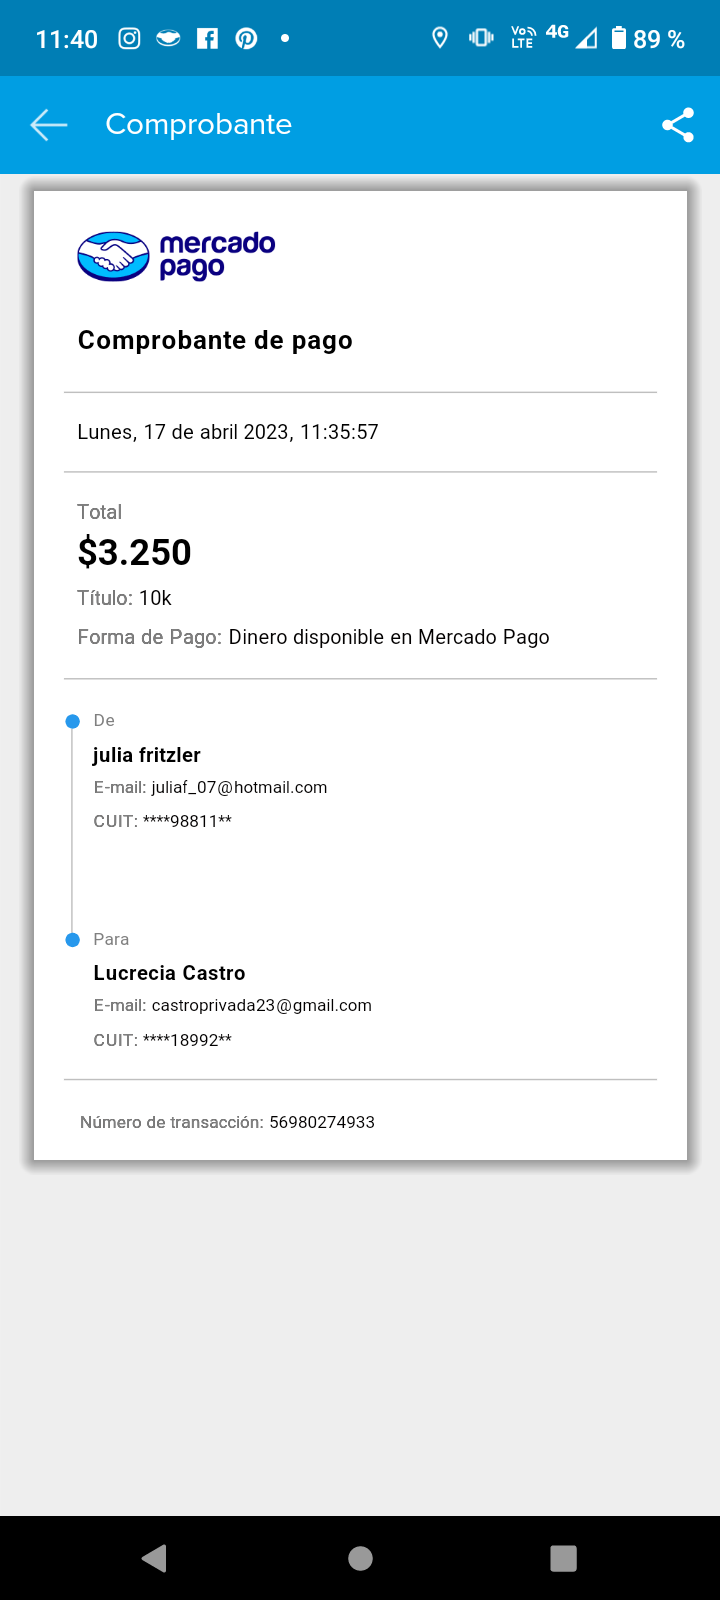 11:40 Vo LTE 4G 89 %
Comprobante
mercado
pago
Comprobante de pago
Lunes, 17 de abril 2023, 11:35:57
Total
$3.250
Título: 10k
Forma de Pago: Dinero disponible en Mercado Pago
De
julia fritzler
E-mail: juliaf_07@hotmail.com
CUIT: ****98811**
Para
Lucrecia Castro
E-mail: castroprivada23@gmail.com
CUIT: ****18992**
Número de transacción: 56980274933